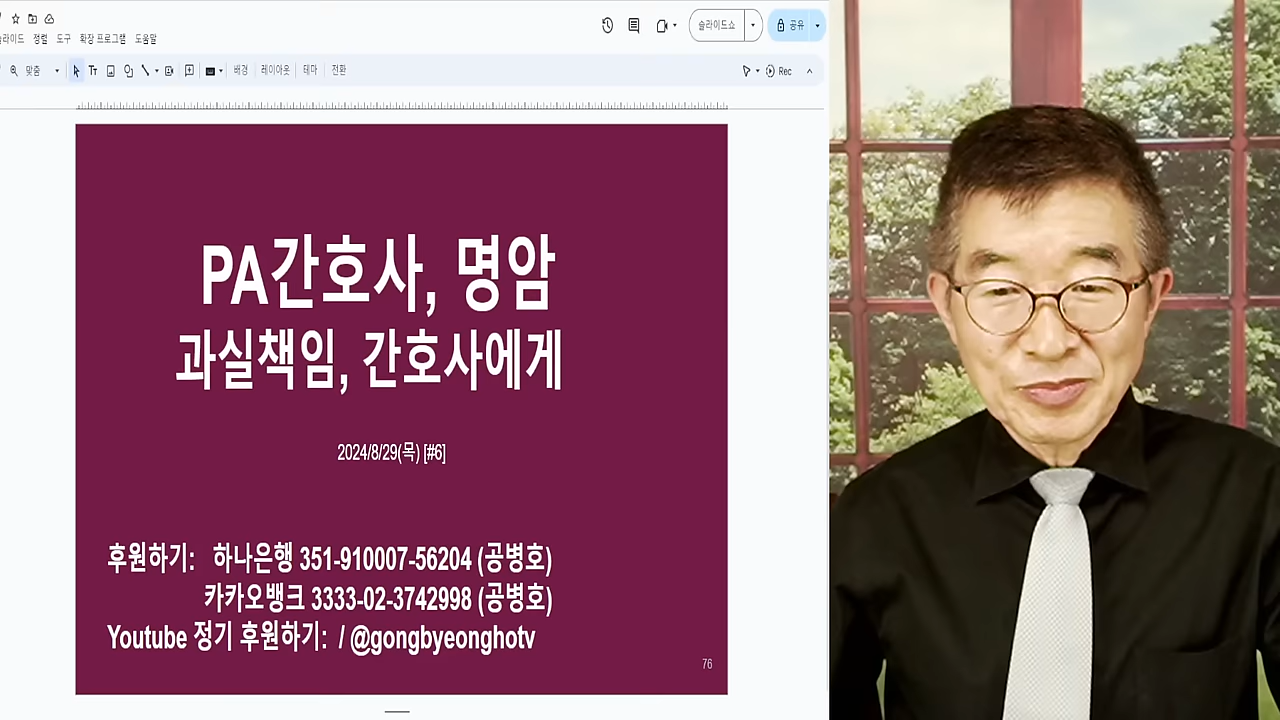 슬라이드쇼
공유
라이드 정렬 도구 확장 프로그램 도움말
맞춤 Tт 배경 레이아웃 테마 전환 Rec
PA간호사, 명암
과실책임, 간호사에게
2024/8/29(목) [#6]
후원하기: 하나은행 351-910007-56204 (공병호)
카카오뱅크 3333-02-3742998 (공병호)
Youtube 정기 후원하기: / @gongbyeonghotv
76